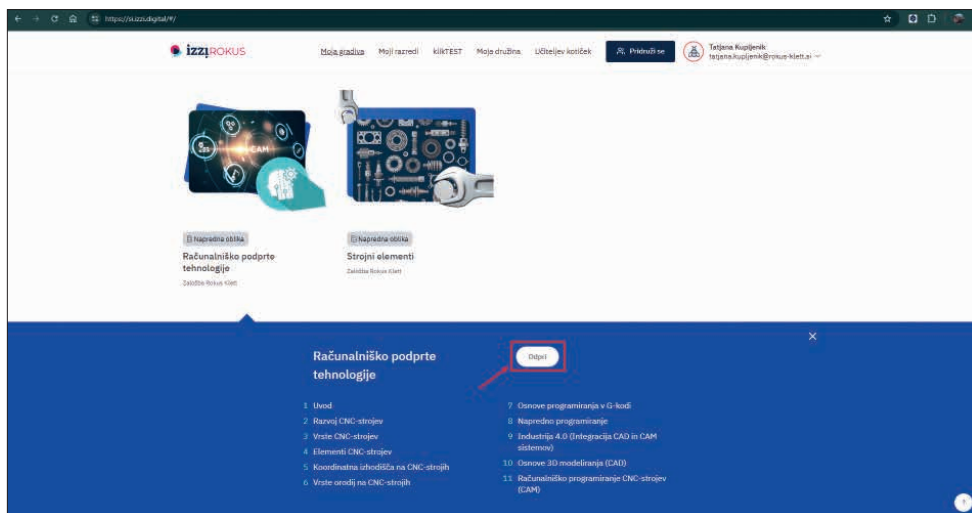 https://si.izzi.digital/#/
izziROKUS
Moja gradiva
Moji razredi
klikTEST
Moja družina
Učiteljev kotiček
Pridruži se
Tatjana Kupljenik
tatjana.kupljenik@rokus-klett.si
CAM
Napredna oblika
Računalniško podprte
tehnologije
Založba Rokus Klett
Napredna oblika
Strojni elementi
Založba Rokus Klett
Računalniško podprte
tehnologije
Odpri
1 Uvod
2 Razvoj CNC-strojev
3 Vrste CNC-strojev
4 Elementi CNC-strojev
5 Koordinatna izhodišča na CNC-strojih
6 Vrste orodij na CNC-strojih
7 Osnove programiranja v G-kodi
8 Napredno programiranje
9 Industrija 4.0 (Integracija CAD in CAM
sistemov)
10 Osnove 3D modeliranja (CAD)
11 Računalniško programiranje CNC-strojev
(CAM)